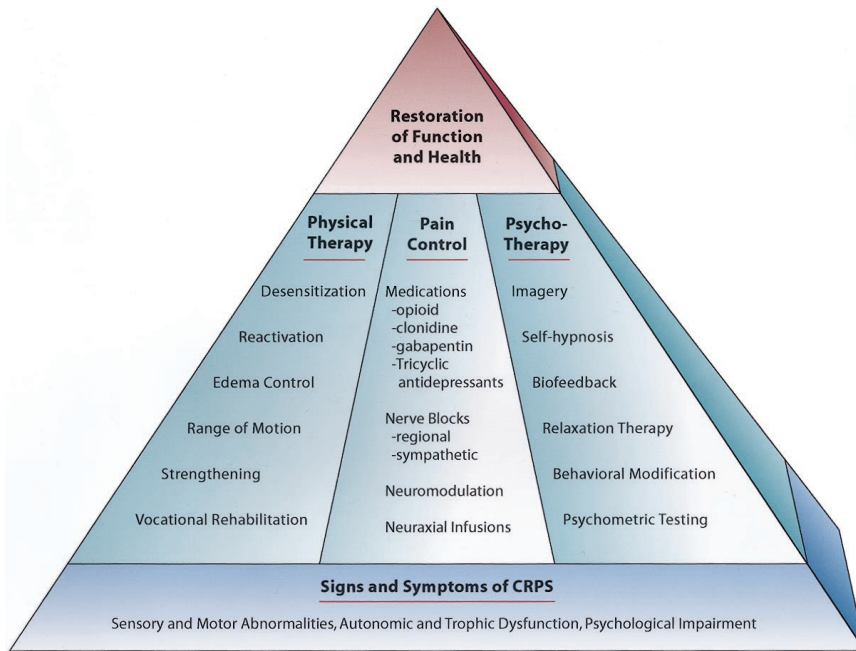 Restoration
of Function
and Health
Physical
Therapy
Desensitization
Reactivation
Edema Control
Range of Motion
Strengthening
Vocational Rehabilitation
Pain
Control
Medications
-opioid
-clonidine
-gabapentin
-Tricyclic
antidepressants
Nerve Blocks
-regional
-sympathetic
Neuromodulation
Neuraxial Infusions
Psycho-
Therapy
Imagery
Self-hypnosis
Biofeedback
Relaxation Therapy
Behavioral Modification
Psychometric Testing
Signs and Symptoms of CRPS
Sensory and Motor Abnormalities, Autonomic and Trophic Dysfunction, Psychological Impairment